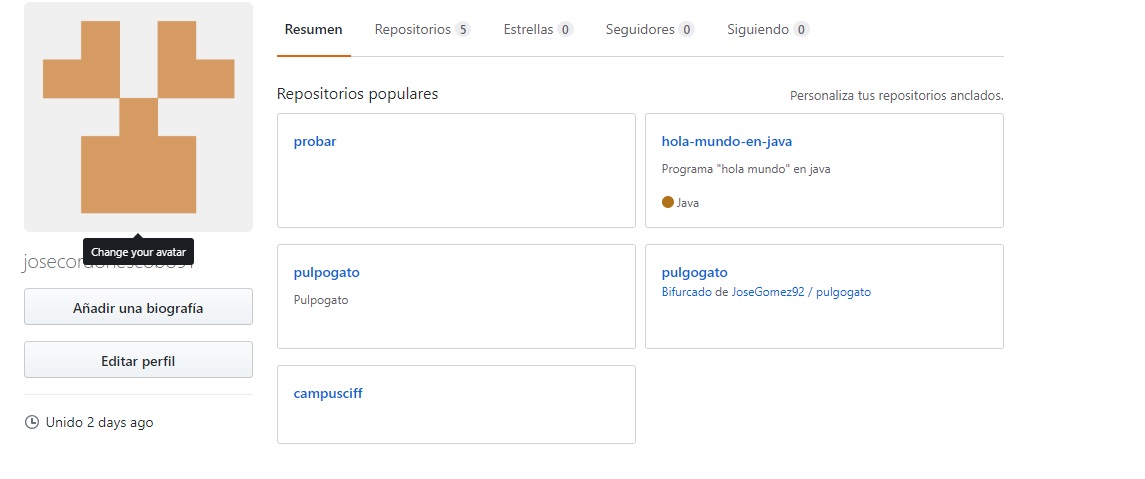 Resumen Repositorios 5 Estrellas 0 Seguidores 0 Siguiendo 0
Repositorios populares
Personaliza tus repositorios anclados.
probar
hola-mundo-en-java
Programa "hola mundo" en java
Java
pulpogato
Pulpogato
pulgogato
Bifurcado de JoseGomez92 / pulgogato
campusciff
Change your avatar
Añadir una biografía
Editar perfil
Unido 2 days ago